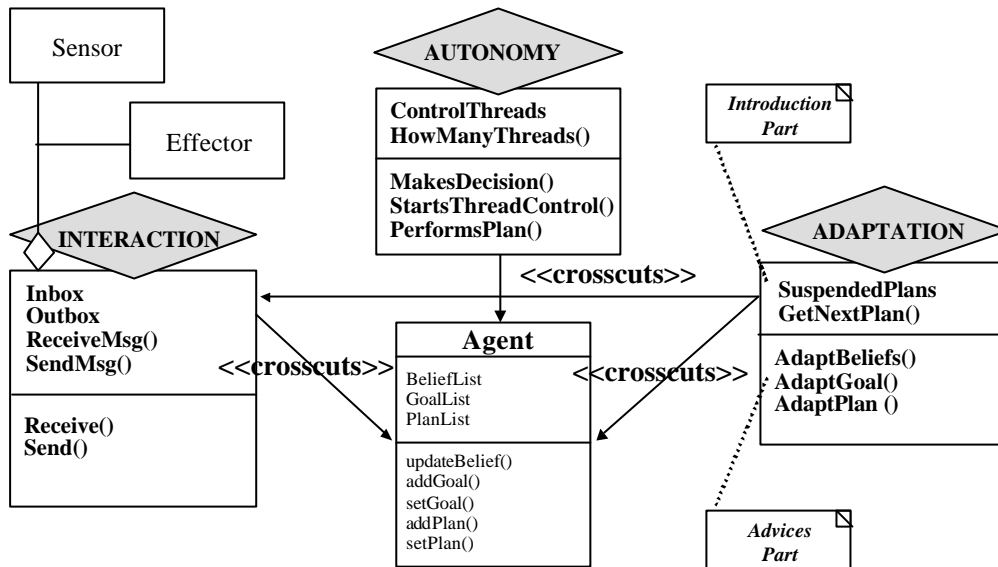 Sensor
Effector
AUTONOMY
ControlThreads
HowManyThreads()
MakesDecision()
StartsThreadControl()
PerformsPlan()
Introduction
Part
INTERACTION
Inbox
Outbox
ReceiveMsg()
SendMsg()
Receive()
Send()
<<crosscuts>>
<<crosscuts>>
<<crosscuts>>
Agent
BeliefList
GoalList
PlanList
updateBelief()
addGoal()
setGoal()
addPlan()
setPlan()
ADAPTATION
SuspendedPlans
GetNextPlan()
AdaptBeliefs()
AdaptGoal()
AdaptPlan ()
Advices
Part